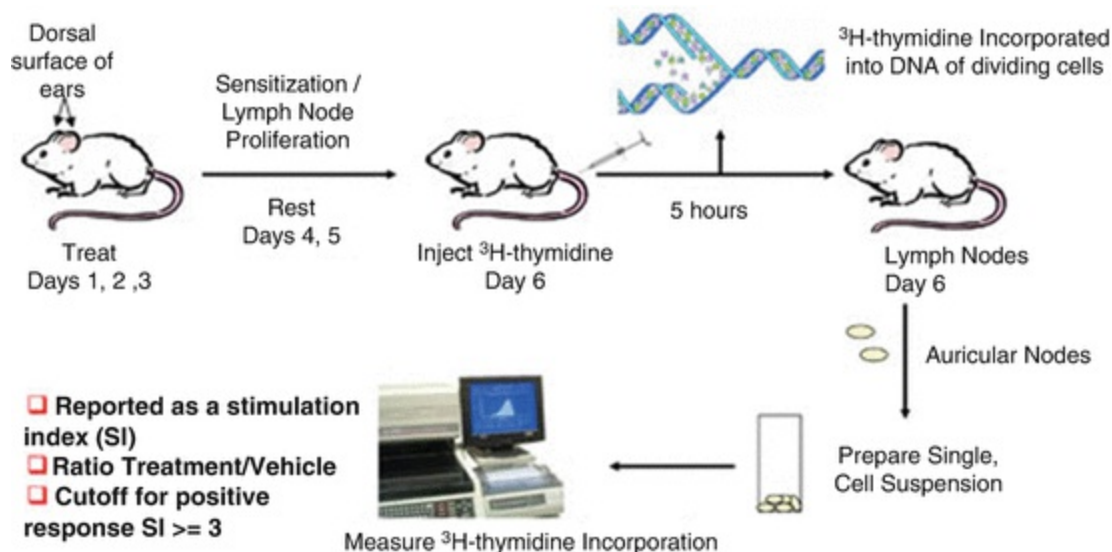 Dorsal
surface of
ears
Sensitization /
Lymph Node
Proliferation
Rest
Days 4, 5
Treat
Days 1, 2 ,3
Inject ³H-thymidine
Day 6
³H-thymidine Incorporated
into DNA of dividing cells
5 hours
Lymph Nodes
Day 6
Auricular Nodes
Prepare Single,
Cell Suspension
Measure ³H-thymidine Incorporation
Reported as a stimulation
index (SI)
Ratio Treatment/Vehicle
Cutoff for positive
response SI >= 3